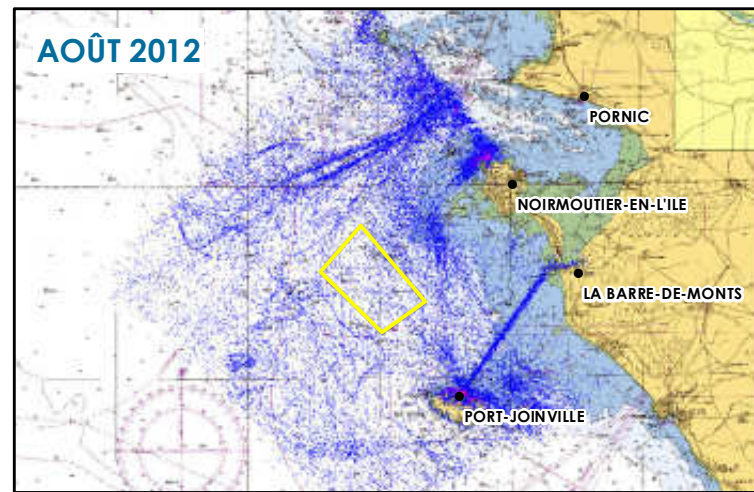 AOÛT 2012
PORNIC
NOIRMOUTIER-EN-L'ILE
LA BARRE-DE-MONTS
PORT-JOINVILLE